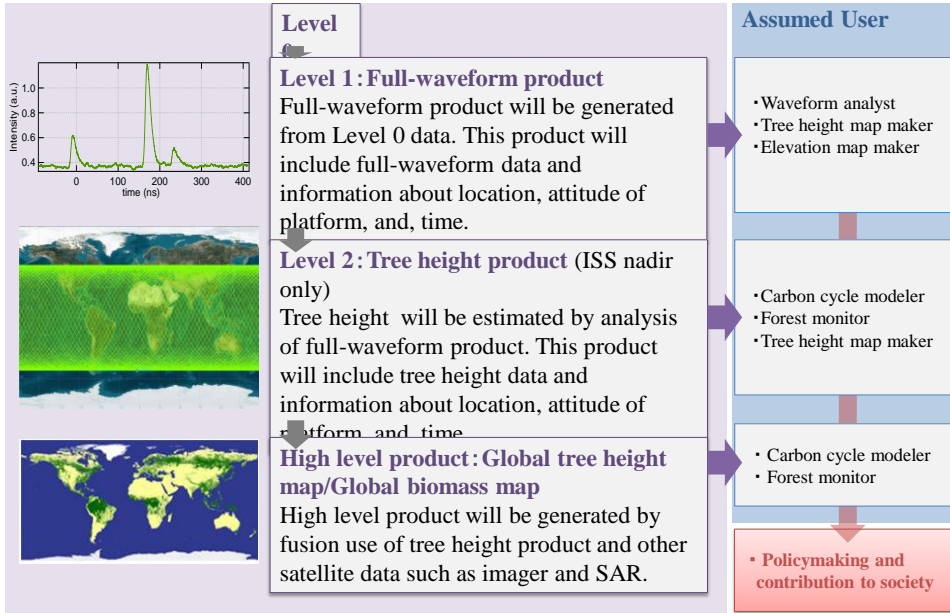 Level
Assumed User
Level 1：Full-waveform product
Full-waveform product will be generated
from Level 0 data. This product will
include full-waveform data and
information about location, attitude of
platform, and, time.
Intensity (a.u.)
1.0
0.8
0.6
0.4
0
100
200
300
400
time (ns)
・Waveform analyst
・Tree height map maker
・Elevation map maker
Level 2：Tree height product (ISS nadir
only)
Tree height will be estimated by analysis
of full-waveform product. This product
will include tree height data and
information about location, attitude of
platform, and, time.
・Carbon cycle modeler
・Forest monitor
・Tree height map maker
High level product：Global tree height
map/Global biomass map
High level product will be generated by
fusion use of tree height product and other
satellite data such as imager and SAR.
・Carbon cycle modeler
・Forest monitor
・Policymaking and
contribution to society